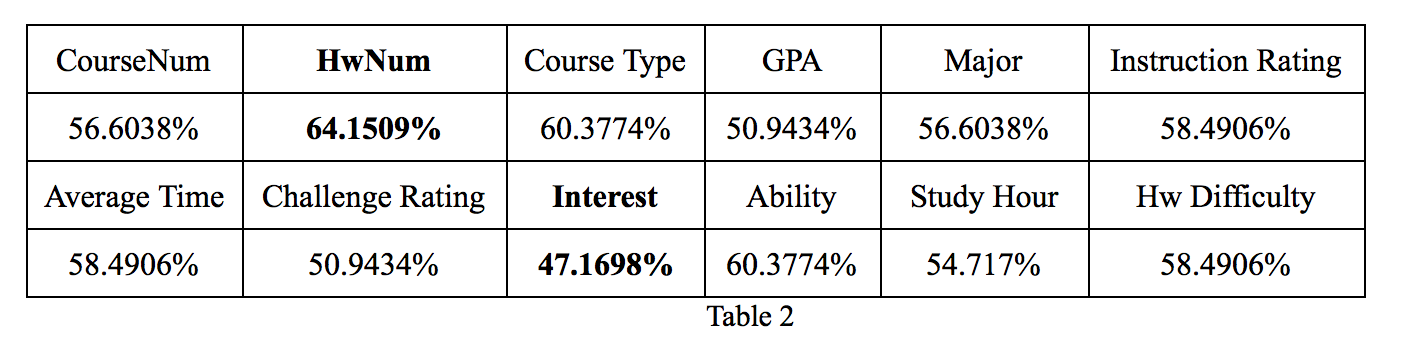 CourseNum HwNum Course Type GPA Major Instruction Rating
56.6038% 64.1509% 60.3774% 50.9434% 56.6038% 58.4906%
Average Time Challenge Rating Interest Ability Study Hour Hw Difficulty
58.4906% 50.9434% 47.1698% 60.3774% 54.717% 58.4906%
Table 2